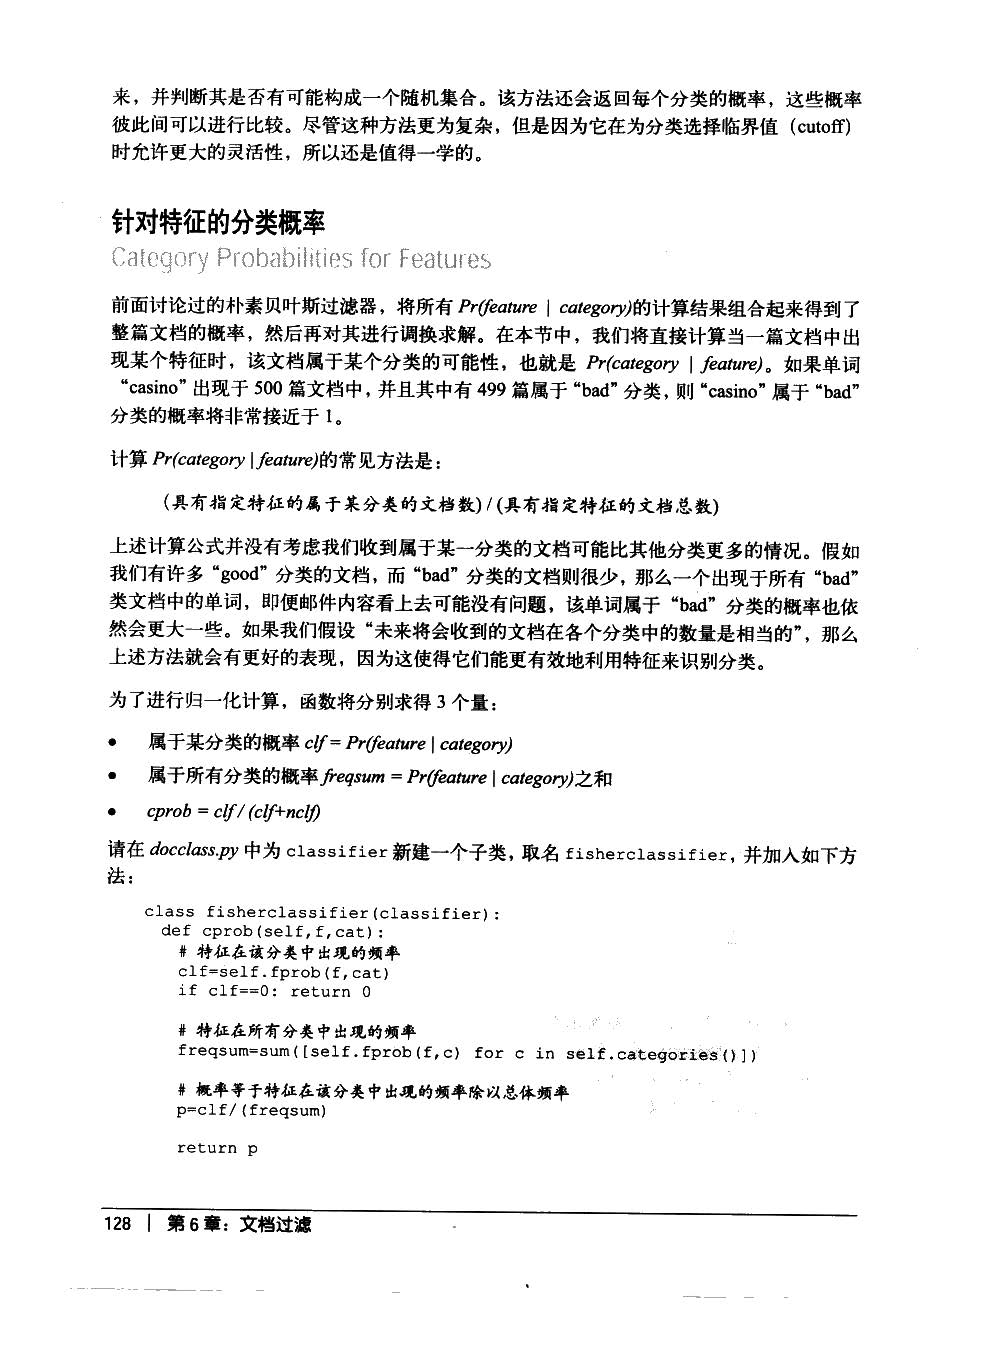 来，并判断其是否有可能构成一个随机集合。该方法还会返回每个分类的概率，这些概率
彼此间可以进行比较。尽管这种方法更为复杂，但是因为它在为分类选择临界值（cutoff）
时允许更大的灵活性，所以还是值得一学的。
针对特征的分类概率
Category Probabilities for Features
前面讨论过的朴素贝叶斯过滤器，将所有 Pr(feature | category)的计算结果组合起来得到了
整篇文档的概率，然后再对其进行调换求解。在本节中，我们将直接计算当一篇文档中出
现某个特征时，该文档属于某个分类的可能性，也就是 Pr(category | feature)。如果单词
“casino”出现于 500 篇文档中，并且其中有 499 篇属于“bad”分类，则“casino”属于“bad”
分类的概率将非常接近于 1。
计算 Pr(category | feature)的常见方法是：
(具有指定特征的属于某分类的文档数) / (具有指定特征的文档总数)
上述计算公式并没有考虑我们收到属于某一分类的文档可能比其他分类更多的情况。假如
我们有许多“good”分类的文档，而“bad”分类的文档则很少，那么一个出现于所有“bad”
类文档中的单词，即便邮件内容看上去可能没有问题，该单词属于“bad”分类的概率也依
然会更大一些。如果我们假设“未来将会收到的文档在各个分类中的数量是相当的”，那么
上述方法就会有更好的表现，因为这使得它们能更有效地利用特征来识别分类。
为了进行归一化计算，函数将分别求得 3 个量：
● 属于某分类的概率 clf = Pr(feature | category)
● 属于所有分类的概率 freqsum = Pr(feature | category)之和
● cprob = clf / (clf+nclf)
请在 docclass.py 中为 classifier 新建一个子类，取名 fisherclassifier，并加入如下方
法：
class fisherclassifier(classifier):
def cprob(self,f,cat):
# 特征在该分类中出现的频率
clf=self.fprob(f,cat)
if clf==0: return 0
# 特征在所有分类中出现的频率
freqsum=sum([self.fprob(f,c) for c in self.categories()])
# 概率等于特征在该分类中出现的频率除以总体频率
p=clf/(freqsum)
return p
128 | 第 6 章：文档过滤